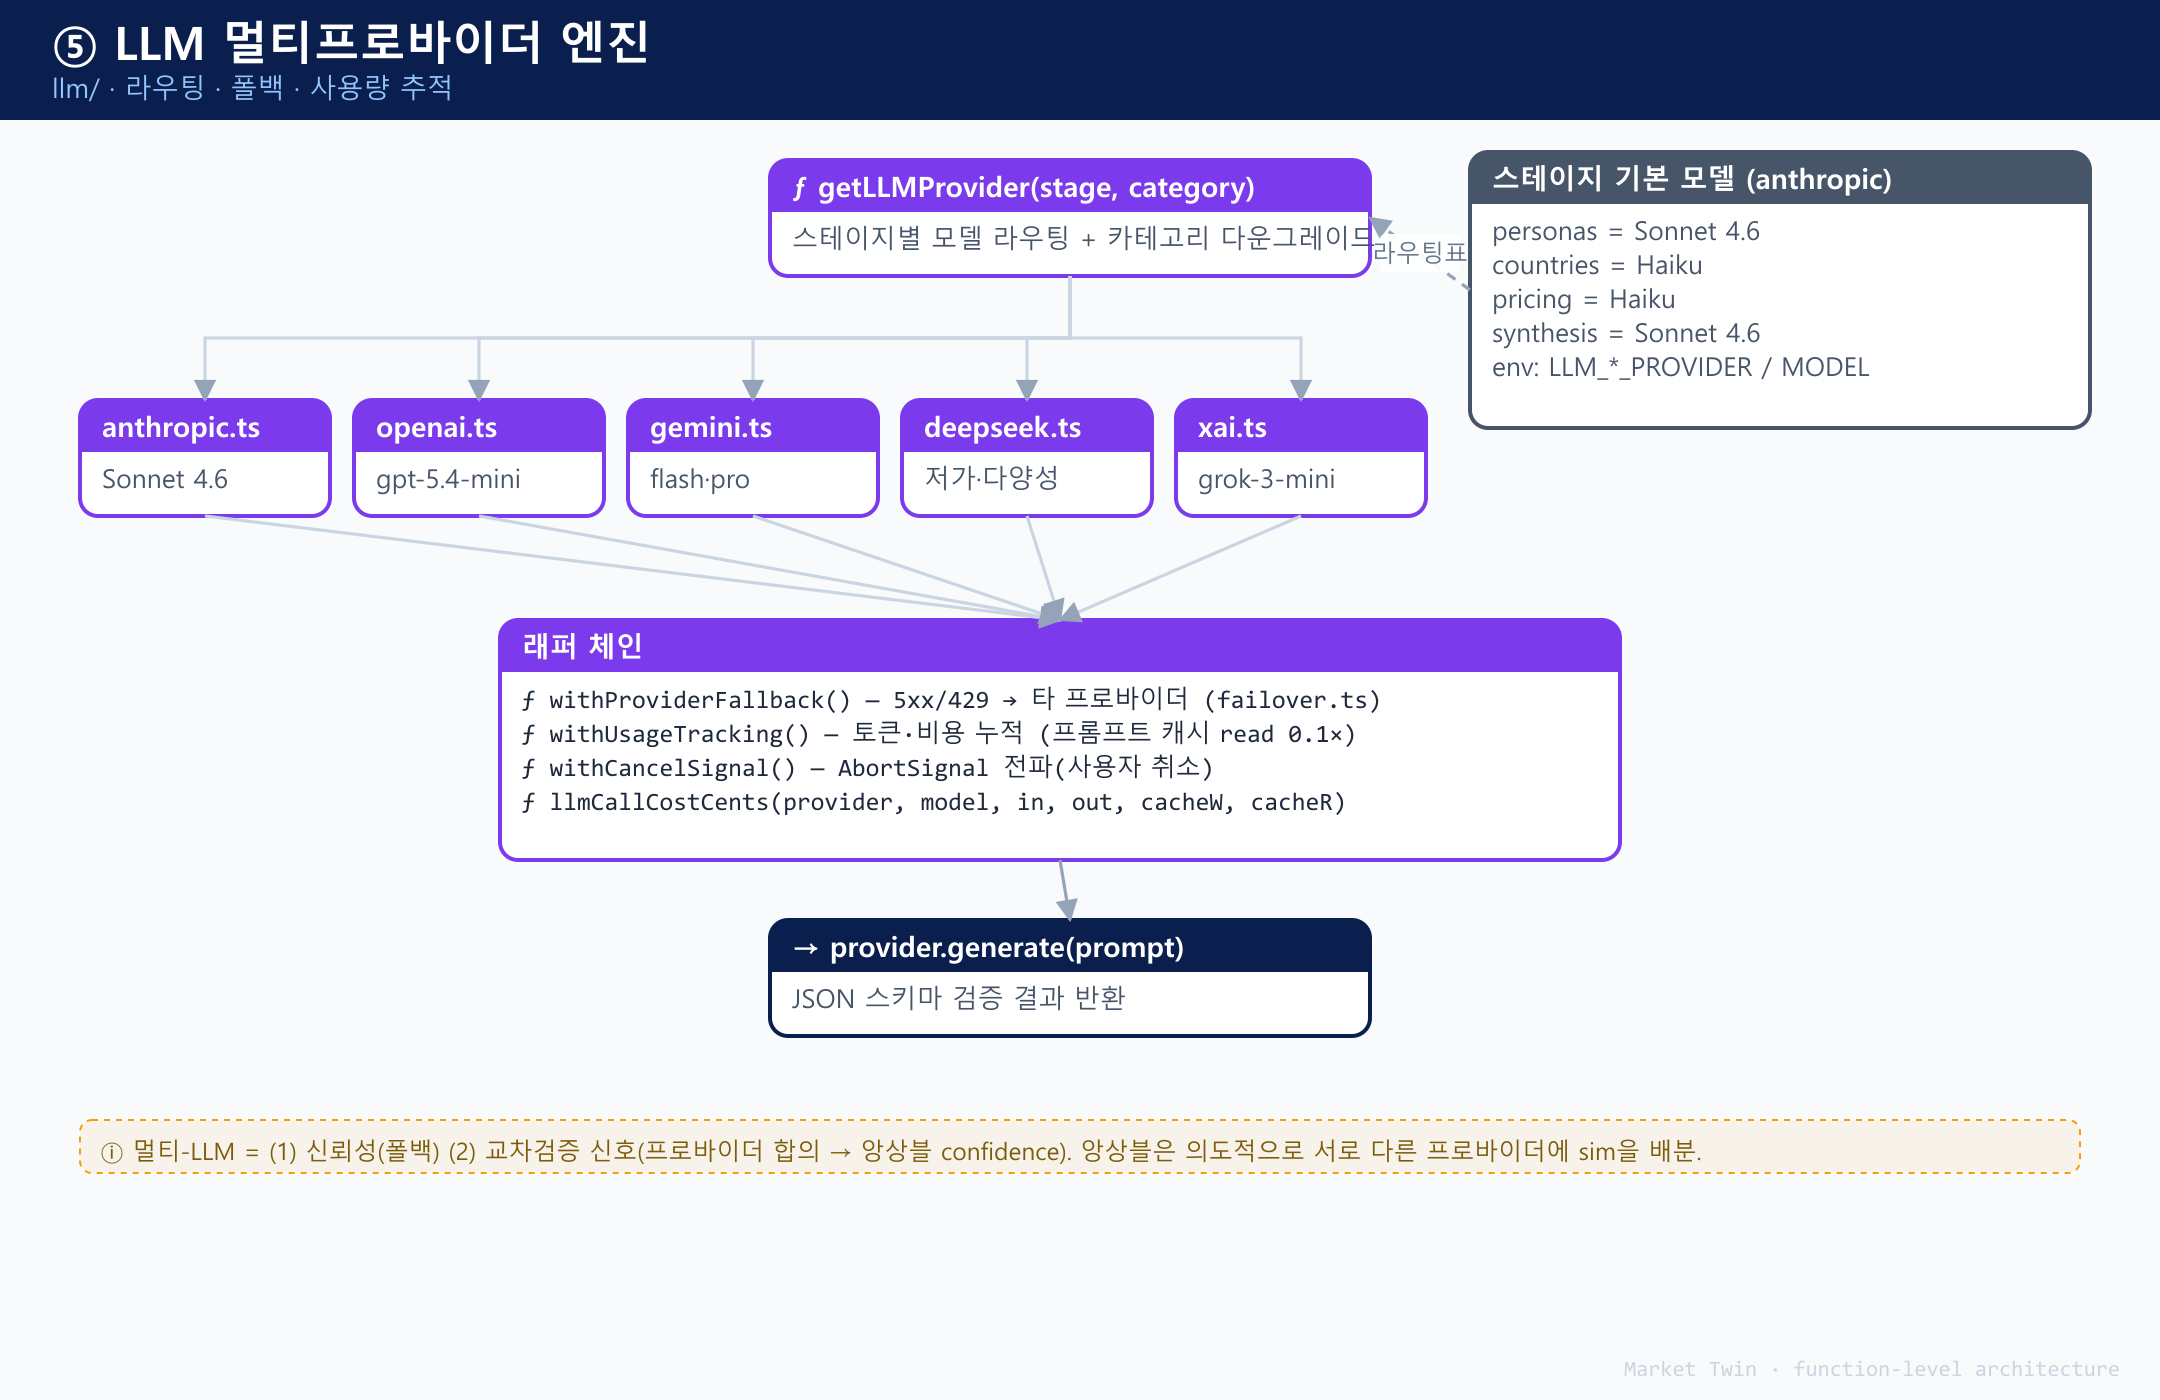 ⑤ LLM 멀티프로바이더 엔진
llm/ · 라우팅 · 폴백 · 사용량 추적
ƒ getLLMProvider(stage, category)
스테이지별 모델 라우팅 + 카테고리 다운그레이드
라우팅표
스테이지 기본 모델 (anthropic)
personas = Sonnet 4.6
countries = Haiku
pricing = Haiku
synthesis = Sonnet 4.6
env: LLM_*_PROVIDER / MODEL
anthropic.ts
Sonnet 4.6
openai.ts
gpt-5.4-mini
gemini.ts
flash·pro
deepseek.ts
저가·다양성
xai.ts
grok-3-mini
래퍼 체인
ƒ withProviderFallback() — 5xx/429 → 타 프로바이더 (failover.ts)
ƒ withUsageTracking() — 토큰·비용 누적 (프롬프트 캐시 read 0.1×)
ƒ withCancelSignal() — AbortSignal 전파(사용자 취소)
ƒ llmCallCostCents(provider, model, in, out, cacheW, cacheR)
→ provider.generate(prompt)
JSON 스키마 검증 결과 반환
ⓘ 멀티-LLM = (1) 신뢰성(폴백) (2) 교차검증 신호(프로바이더 합의 → 앙상블 confidence). 앙상블은 의도적으로 서로 다른 프로바이더에 sim을 배분.
Market Twin · function-level architecture